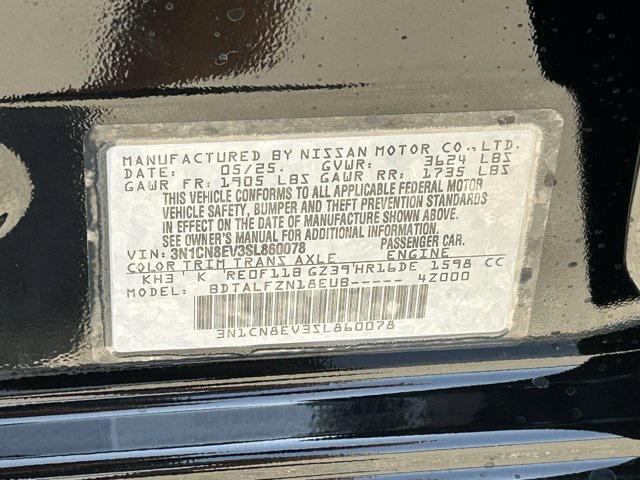 MANUFACTURED BY NISSAN MOTOR CO.,LTD.
DATE: 05/25. GVWR: 3624 LBS
GAWR FR: 1905 LBS GAWR RR: 1735 LBS
THIS VEHICLE CONFORMS TO ALL APPLICABLE FEDERAL MOTOR
VEHICLE SAFETY, BUMPER AND THEFT PREVENTION STANDARDS
IN EFFECT ON THE DATE OF MANUFACTURE SHOWN ABOVE.
SEE OWNER'S MANUAL FOR ADDITIONAL INFORMATION.
VIN: 3N1CN8EV3SL860078 PASSENGER CAR.
COLOR TRIM TRANS AXLE ENGINE
KH3 K RE0F11B GZ39 HR16DE 1598 CC
MODEL: BDTALFZN18EUB----- 4Z000
3N1CN8EV3SL860078